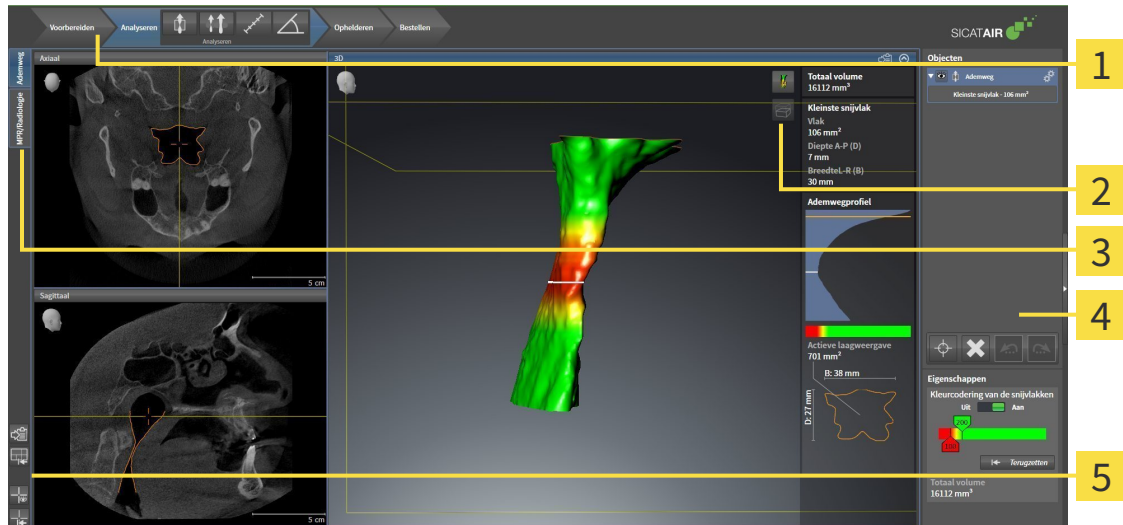 Voorbereiden
Analyseren
Analyseren
Ophelderen
Bestellen
SICATAIR
1
Ademweg
MPR/Radiologie
Axiaal
5 cm
Sagittaal
5 cm
3D
Totaal volume
16112 mm³
Kleinste snijvlak
Vlak
106 mm²
Diepte A-P (D)
7 mm
BreedteL-R (B)
30 mm
Ademwegprofiel
Actieve laagweergave
701 mm²
B: 38 mm
D: 27 mm
Objecten
Ademweg
Kleinste snijvlak - 106 mm²
2
3
4
Eigenschappen
Kleurcodering van de snijvlakken
Uit Aan
200
100
Terugzetten
Totaal volume
16112 mm³
5